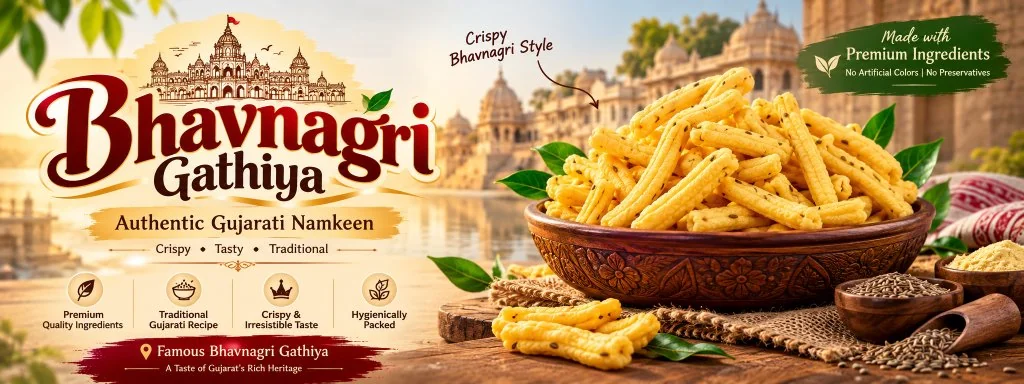 Bhavnagri
Gathiya
Authentic Gujarati Namkeen
Crispy • Tasty • Traditional
Premium
Quality Ingredients
Traditional
Gujarati Recipe
Crispy &
Irresistible Taste
Hygienically
Packed
Famous Bhavnagri Gathiya
A Taste of Gujarat's Rich Heritage
Crispy
Bhavnagri Style
Made with
Premium Ingredients
No Artificial Colors | No Preservatives